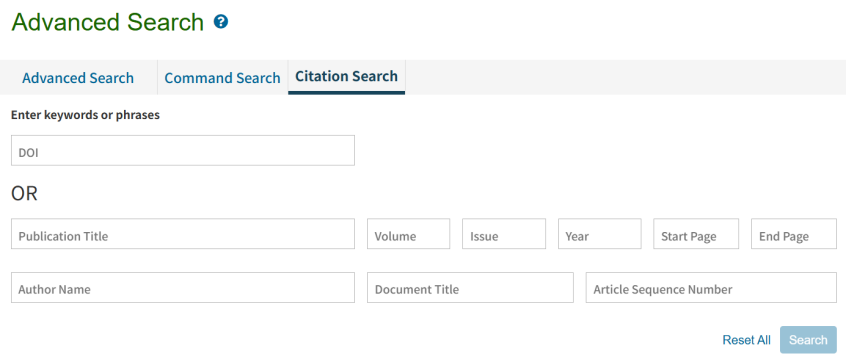 Advanced Search ?
Advanced Search Command Search Citation Search
Enter keywords or phrases
DOI
OR
Publication Title Volume Issue Year Start Page End Page
Author Name Document Title Article Sequence Number
Reset All Search